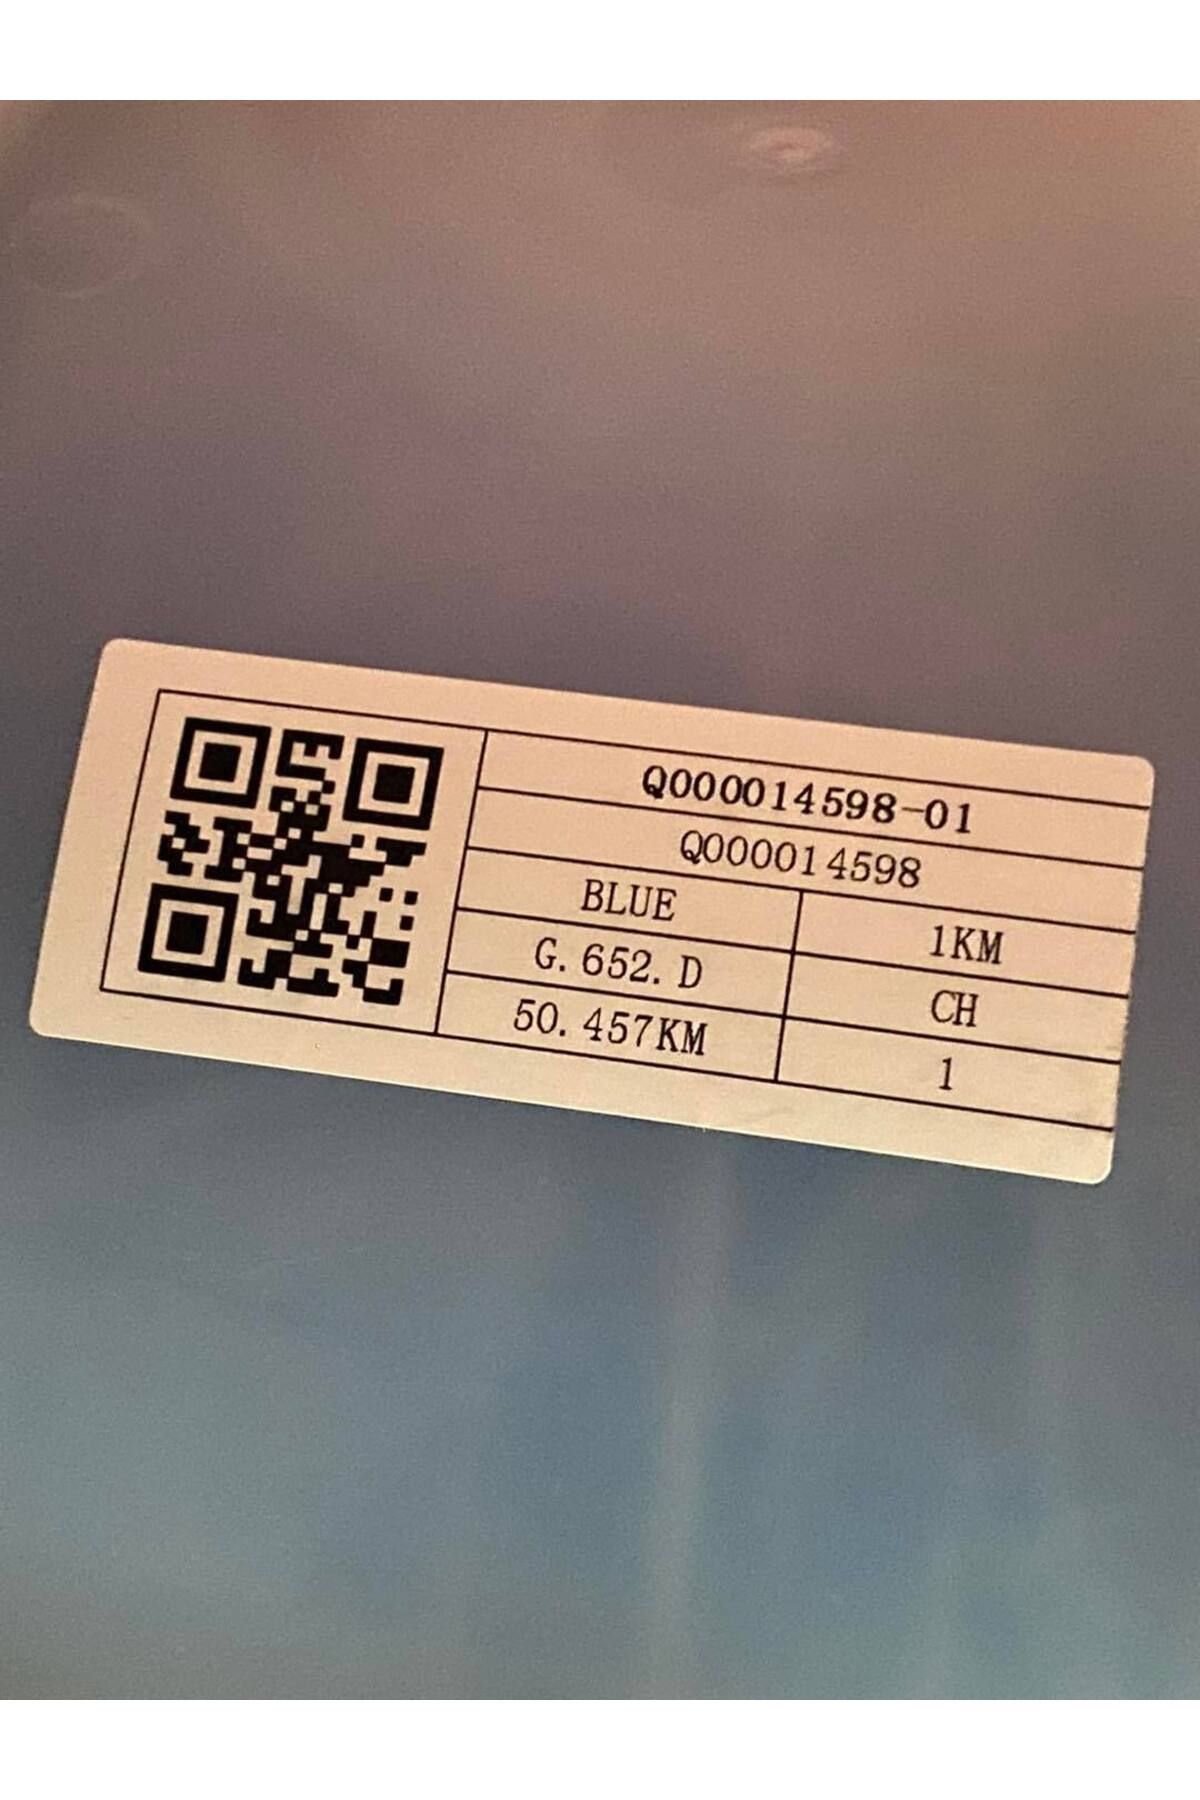 Q000014598-01
Q000014598
BLUE 1KM
G.652.D CH
50.457KM 1